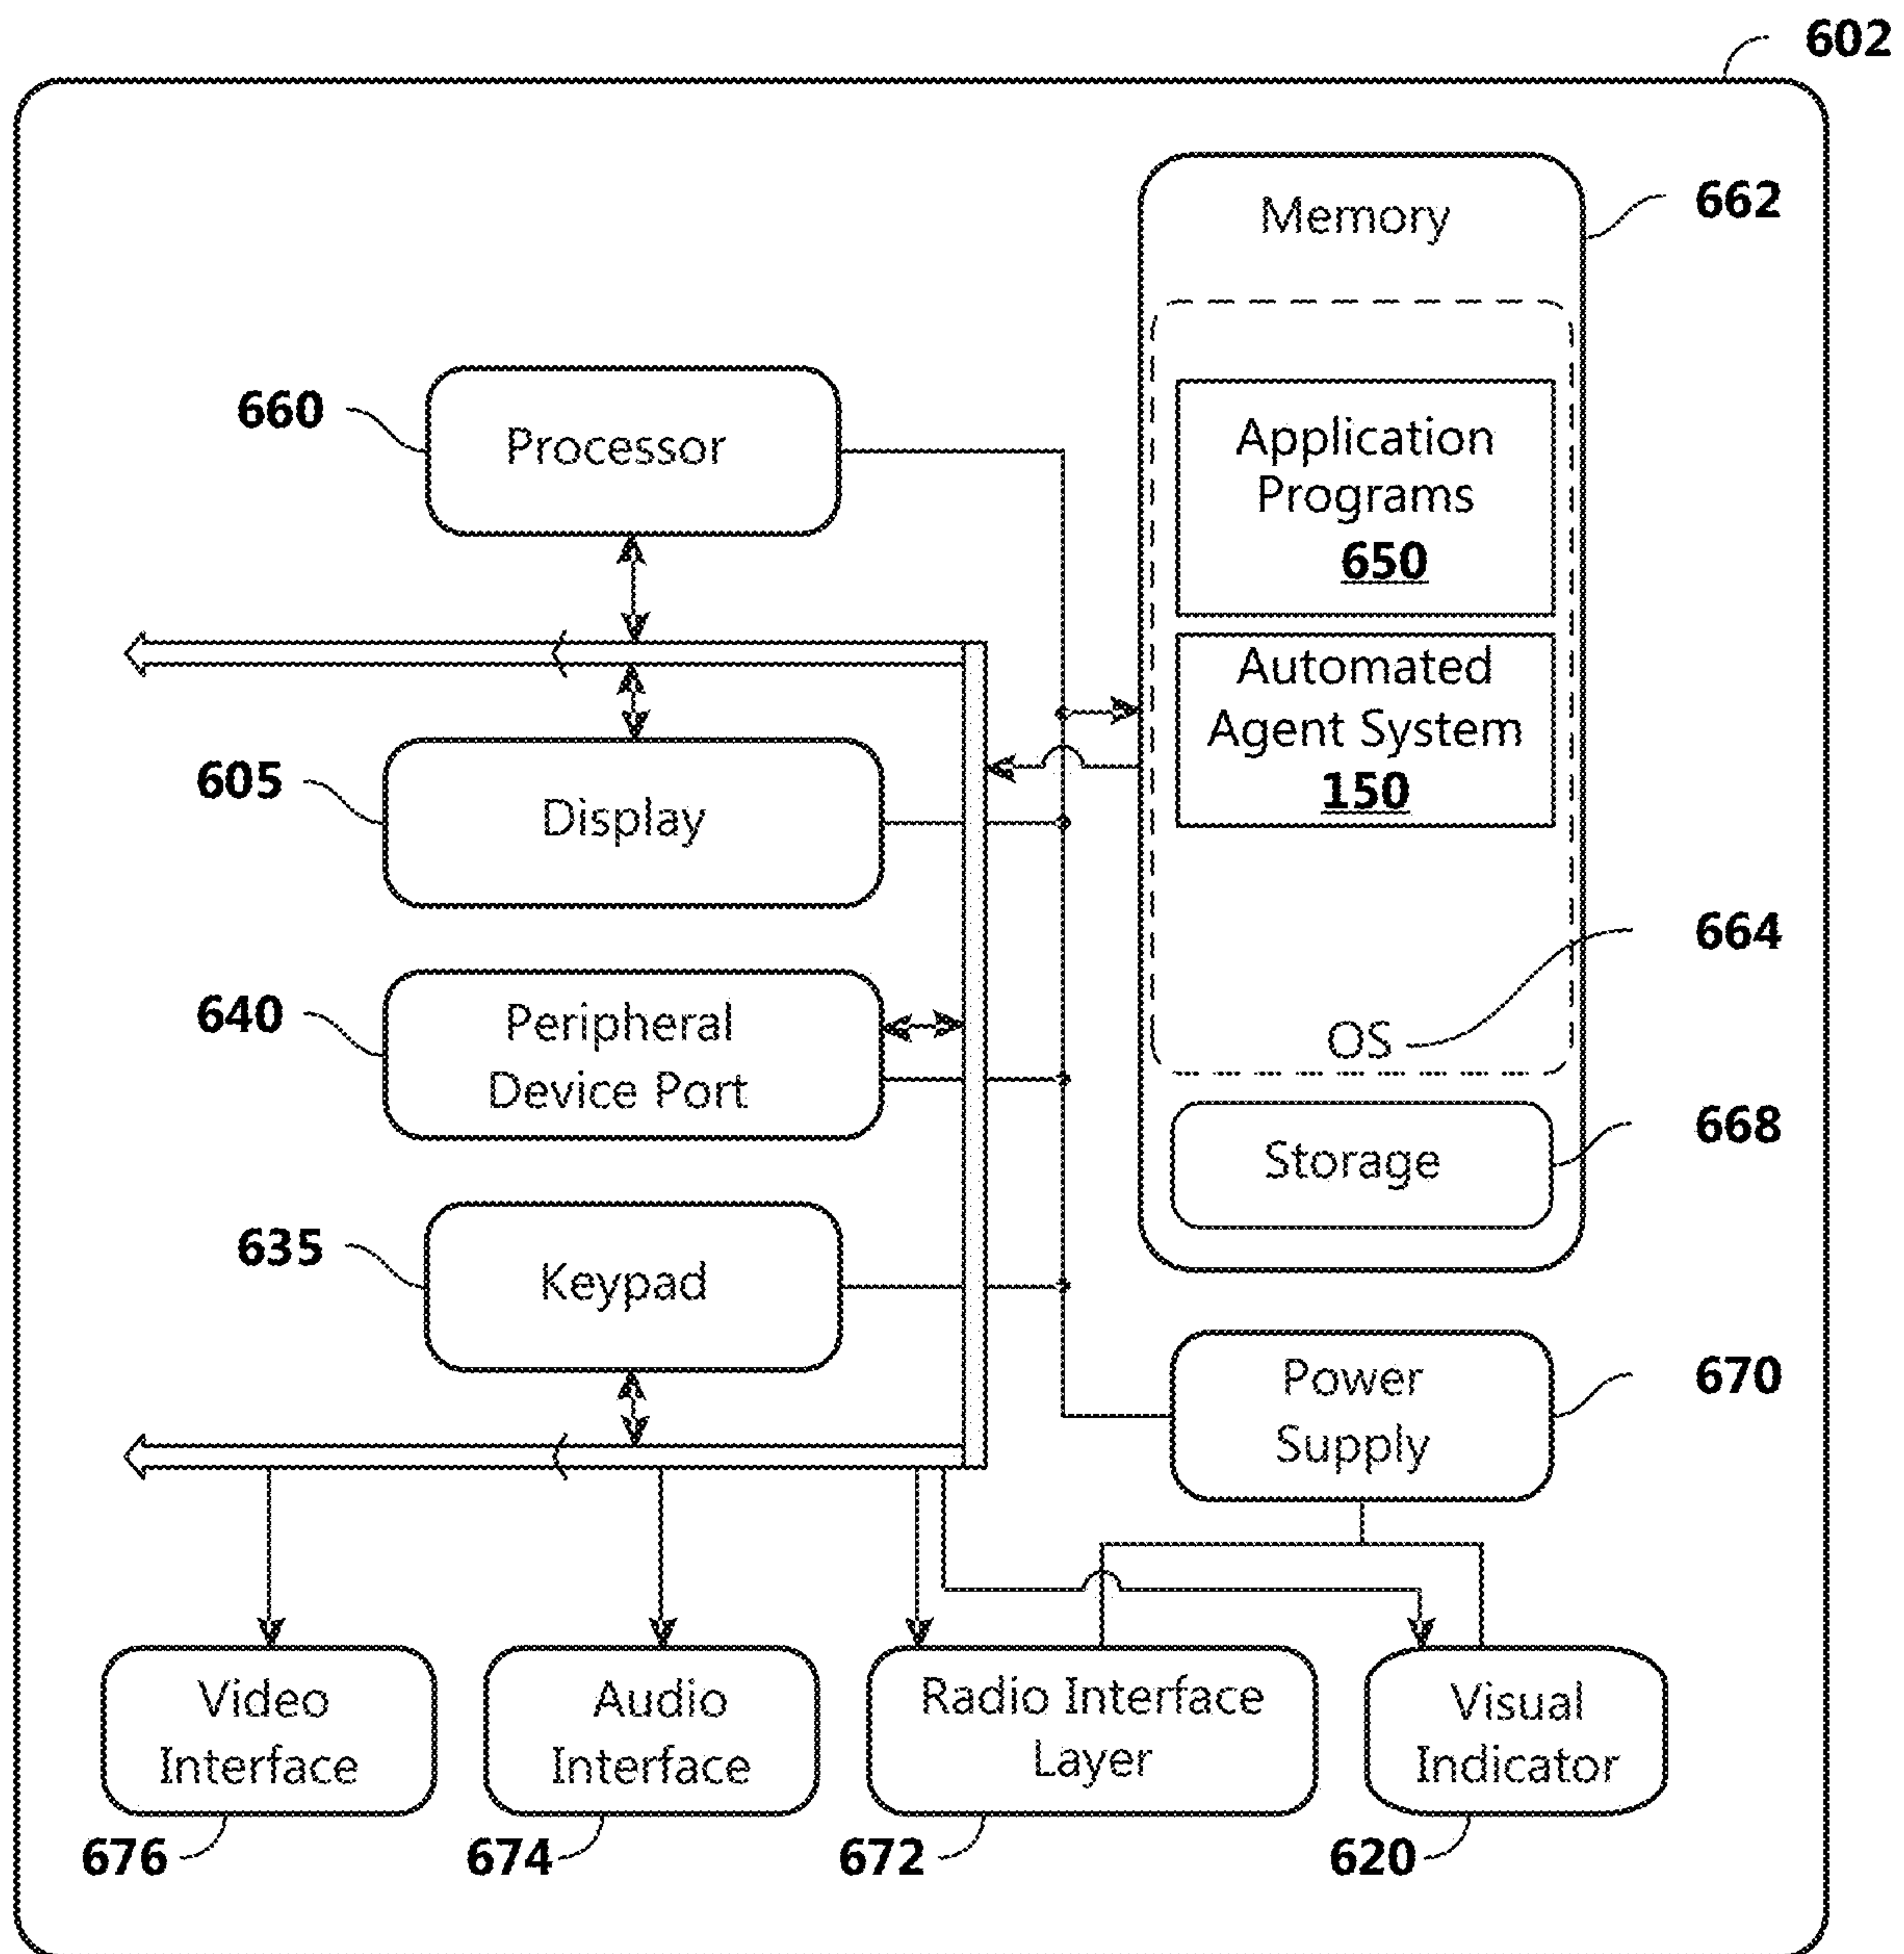 602
Memory
662
Application
Programs
650
660
Processor
Automated
Agent System
150
605
Display
664
640
Peripheral
Device Port
OS
668
Storage
635
Keypad
Power
Supply
670
Video
Interface
Audio
Interface
Radio Interface
Layer
Visual
Indicator
676
674
672
620